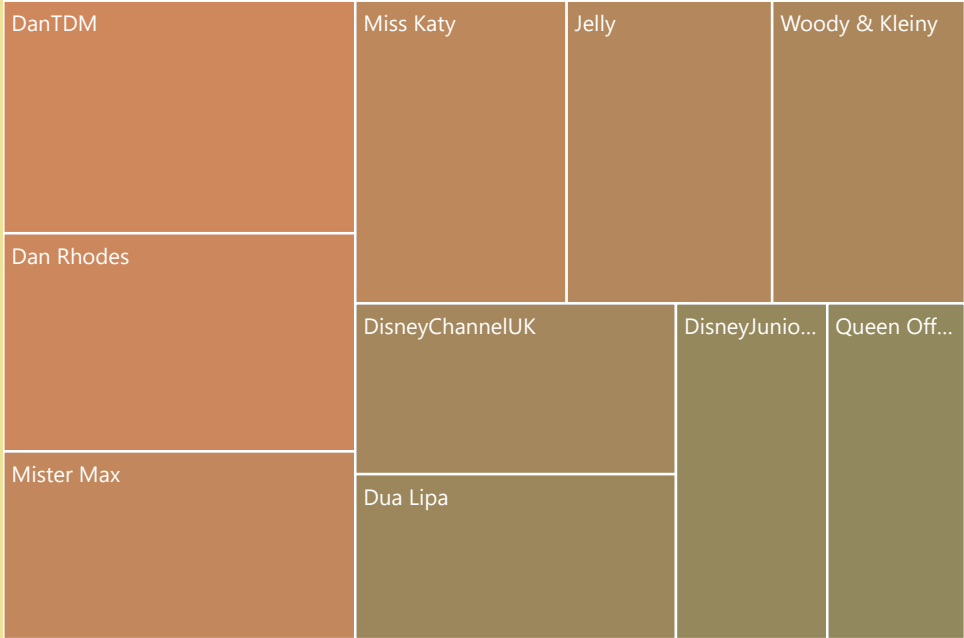 DanTDM
Miss Katy
Jelly
Woody & Kleiny
Dan Rhodes
DisneyChannelUK
DisneyJunio...
Queen Off...
Mister Max
Dua Lipa